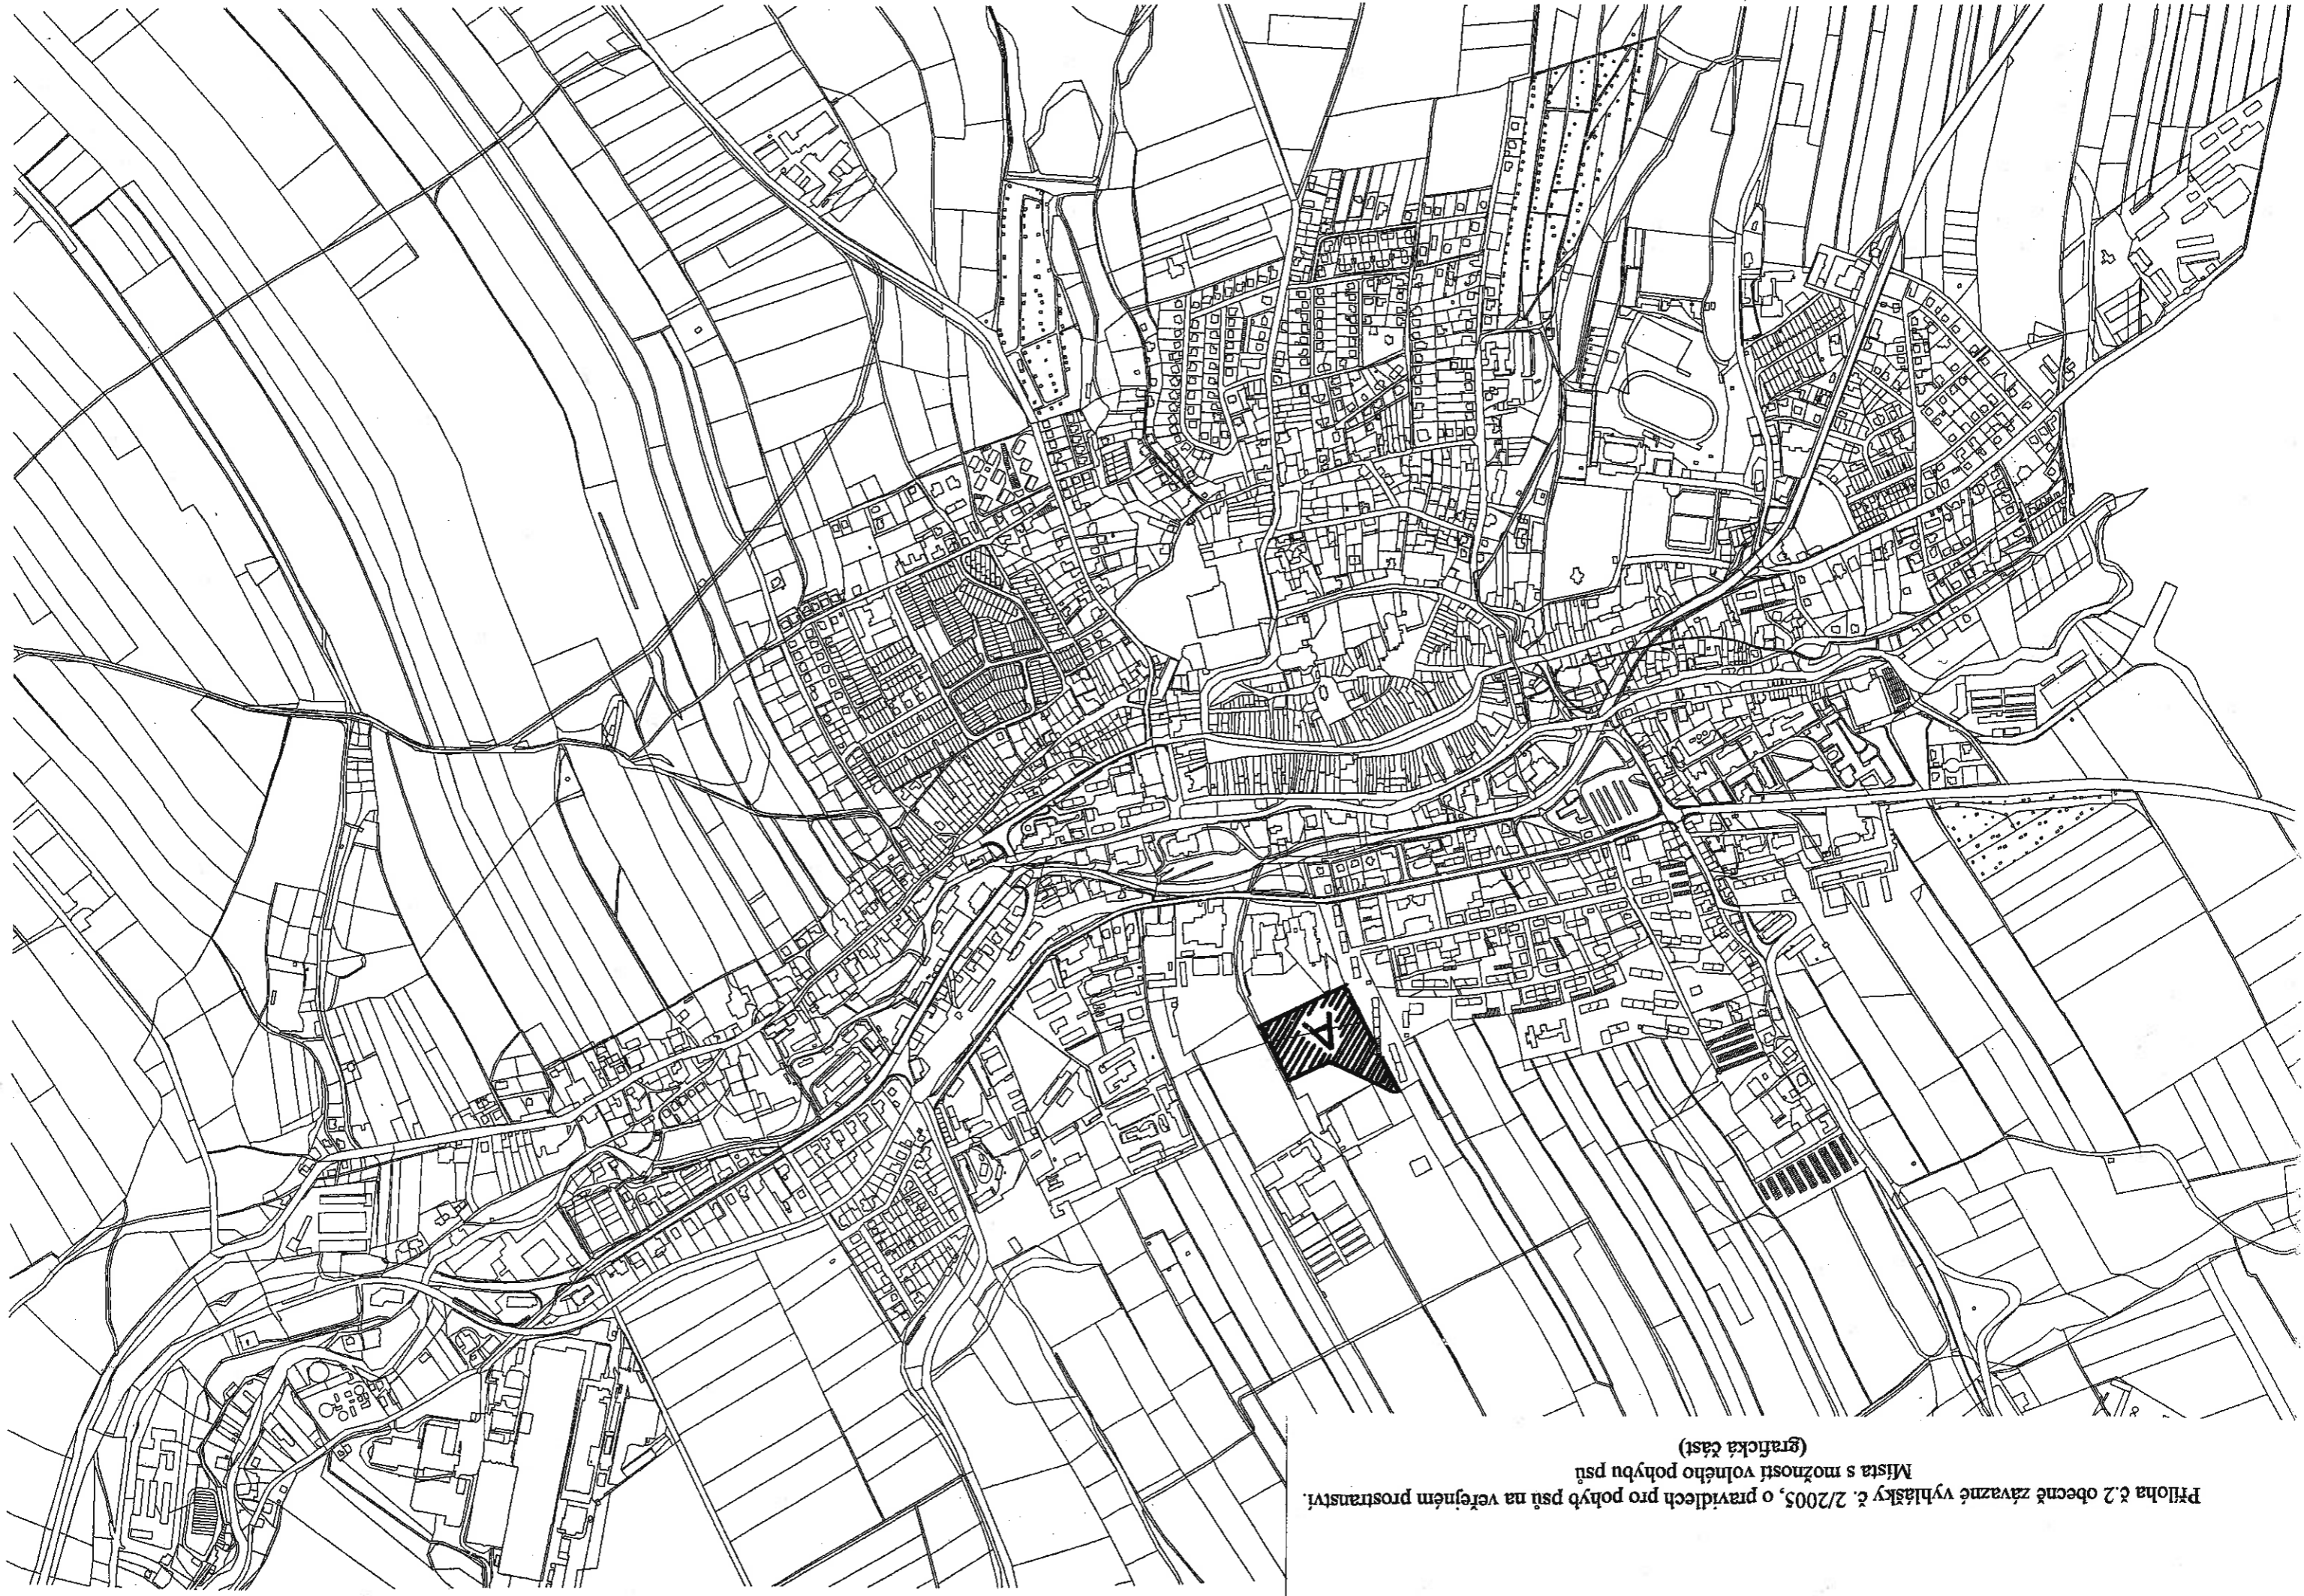 Příloha č.2 obecně závazné vyhlášky č. 2/2005, o pravidlech pro pohyb psů na veřejném prostranství.
Místa s možností volného pohybu psů
(grafická část)
A